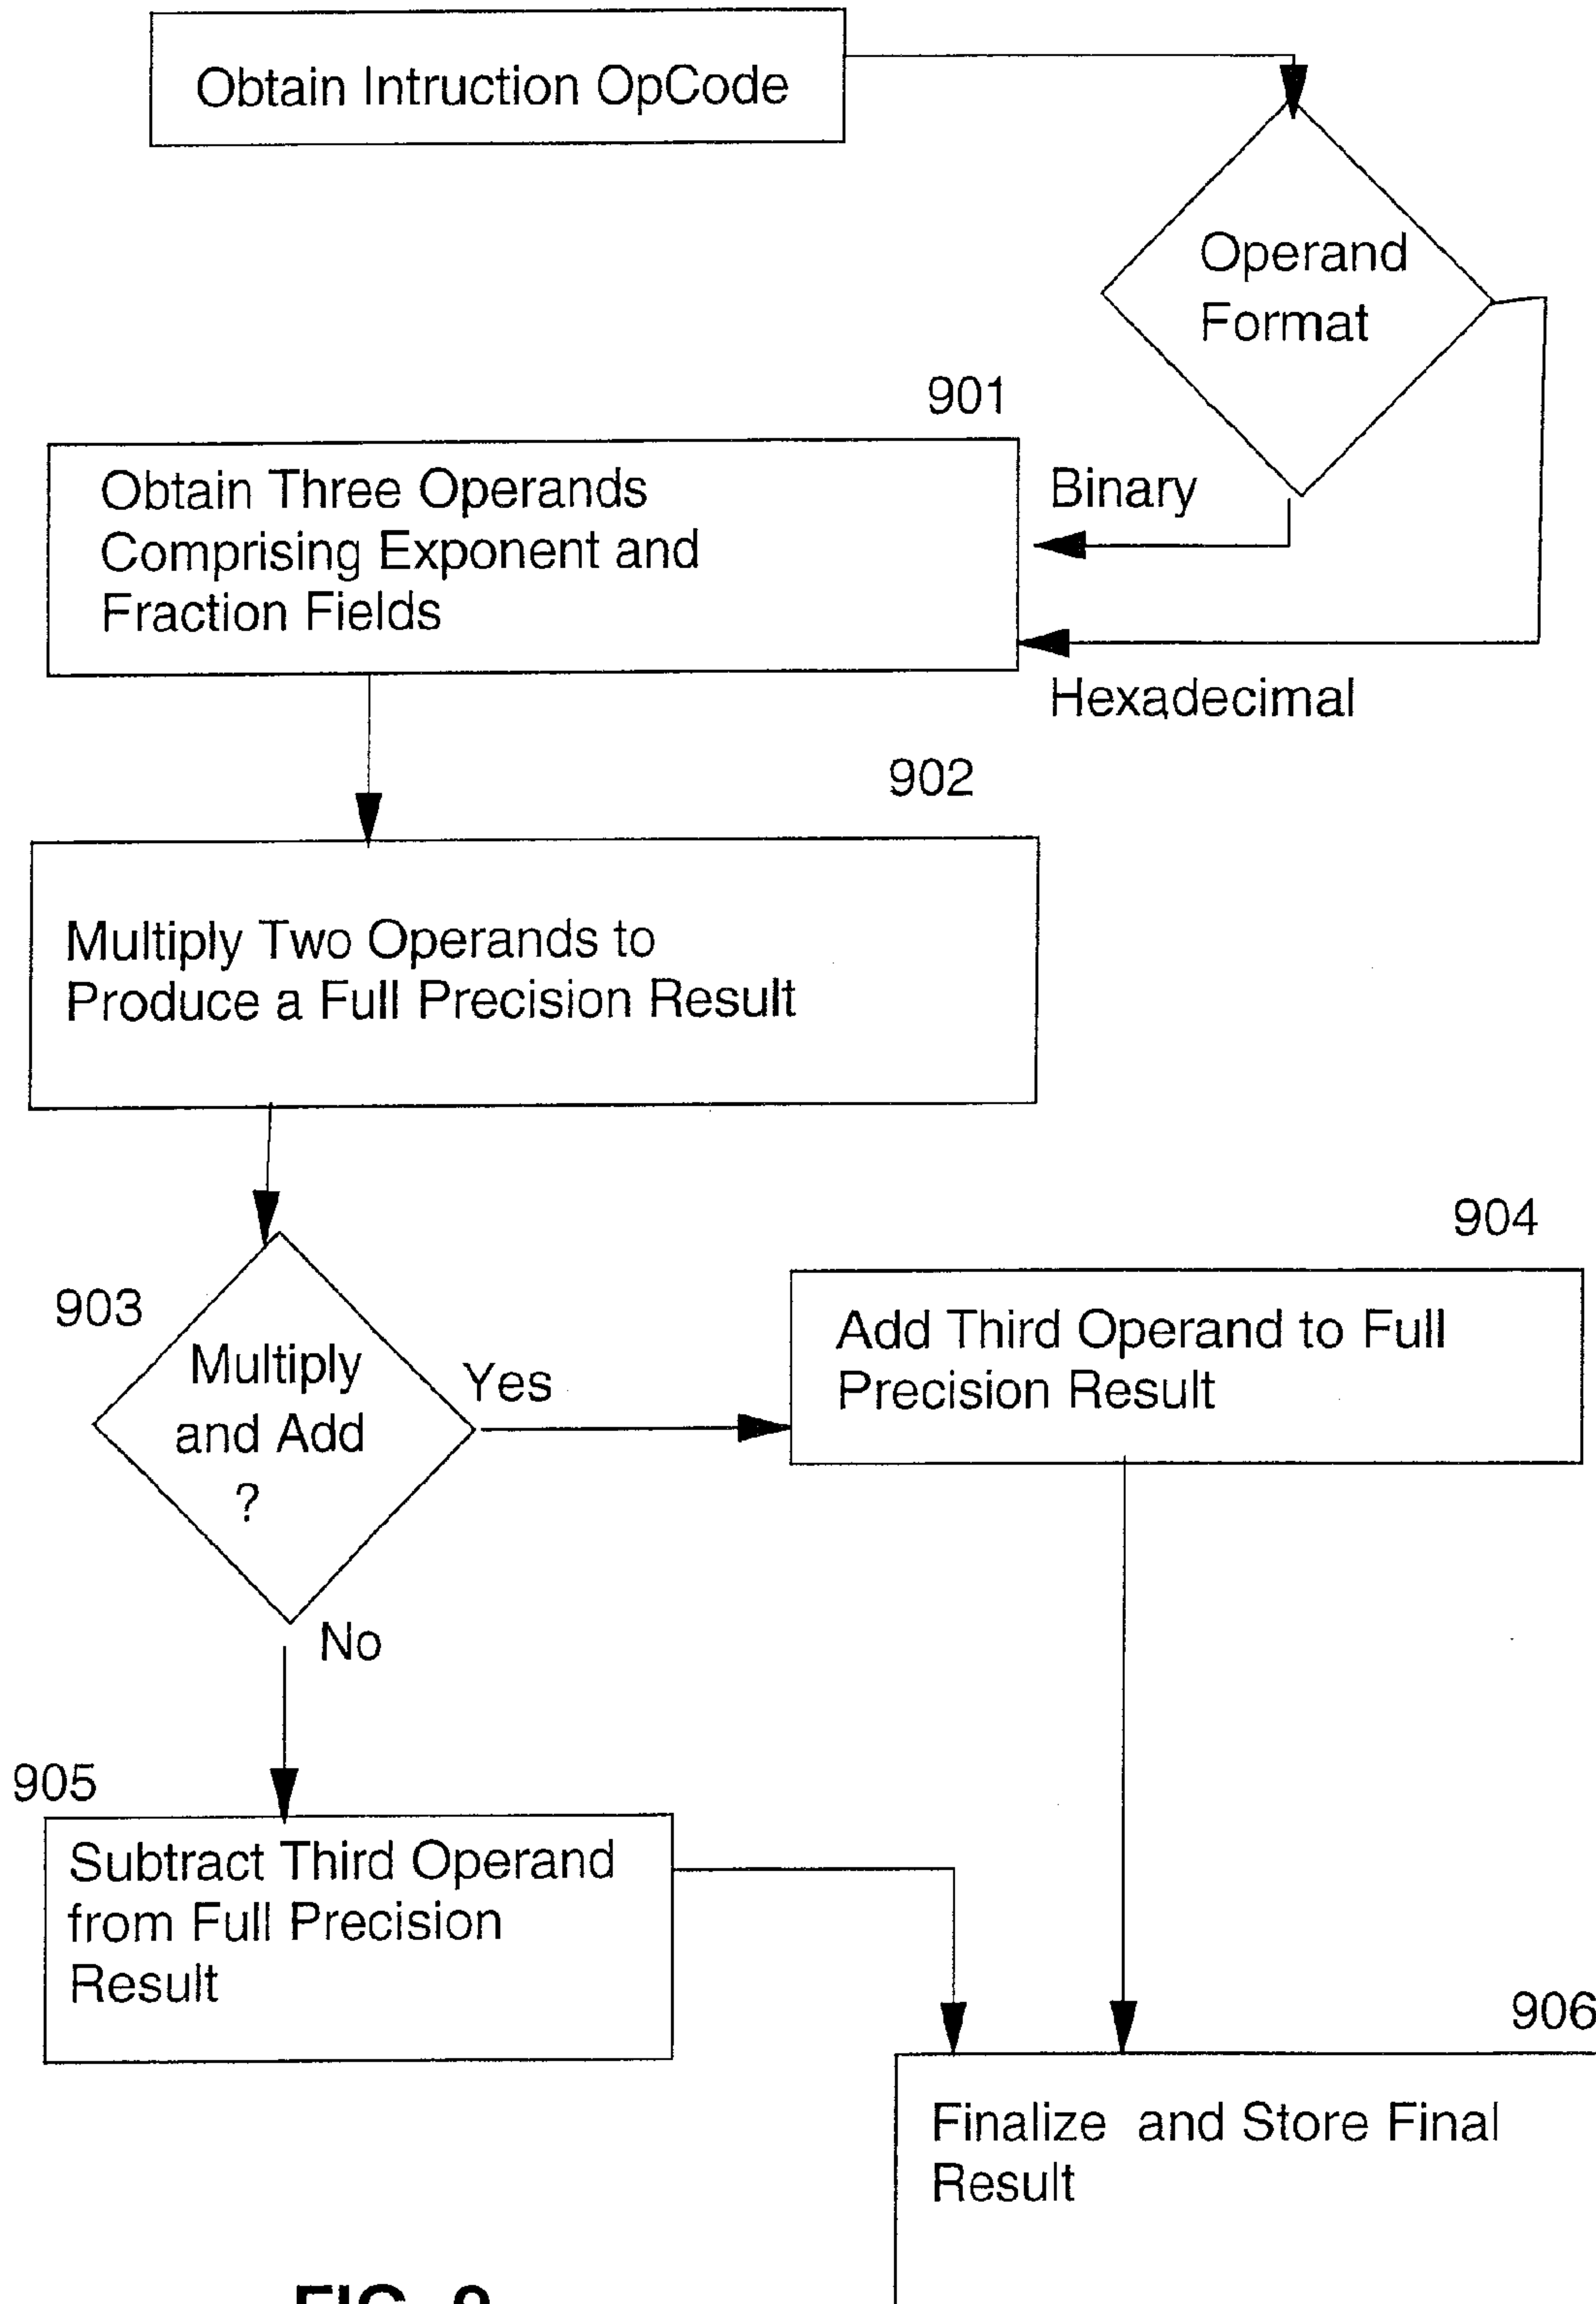 Obtain Intruction OpCode
Operand
Format
901
Obtain Three Operands
Comprising Exponent and
Fraction Fields
Binary
Hexadecimal
902
Multiply Two Operands to
Produce a Full Precision Result
903
Multiply
and Add
?
Yes
No
904
Add Third Operand to Full
Precision Result
905
Subtract Third Operand
from Full Precision
Result
906
Finalize and Store Final
Result
FIG.